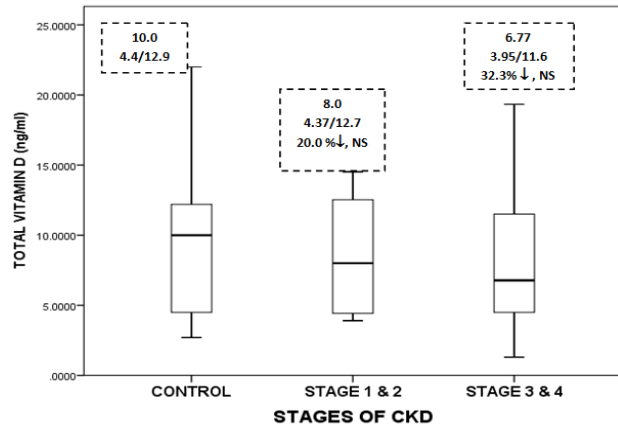 25.0000
20.0000
15.0000
10.0000
5.0000
.0000
TOTAL VITAMIN D (ng/ml)
10.0
4.4/12.9
8.0
4.37/12.7
20.0 %↓, NS
6.77
3.95/11.6
32.3% ↓, NS
CONTROL
STAGE 1 & 2
STAGE 3 & 4
STAGES OF CKD